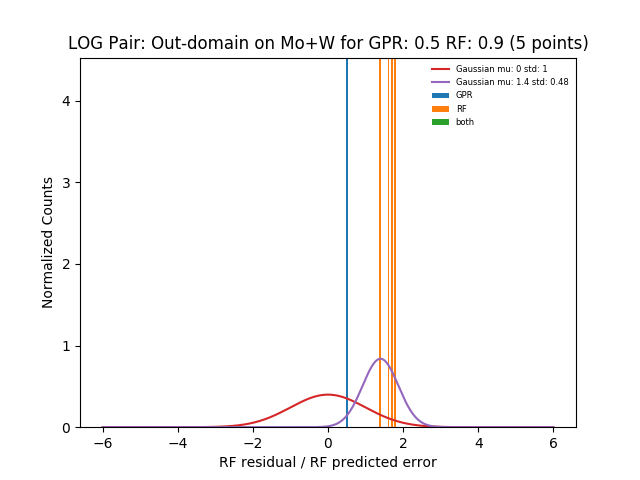 LOG Pair: Out-domain on Mo+W for GPR: 0.5 RF: 0.9 (5 points)
Gaussian mu: 0 std: 1
Gaussian mu: 1.4 std: 0.48
GPR
RF
both
Normalized Counts
4
3
2
1
0
−6 −4 −2 0 2 4 6
RF residual / RF predicted error